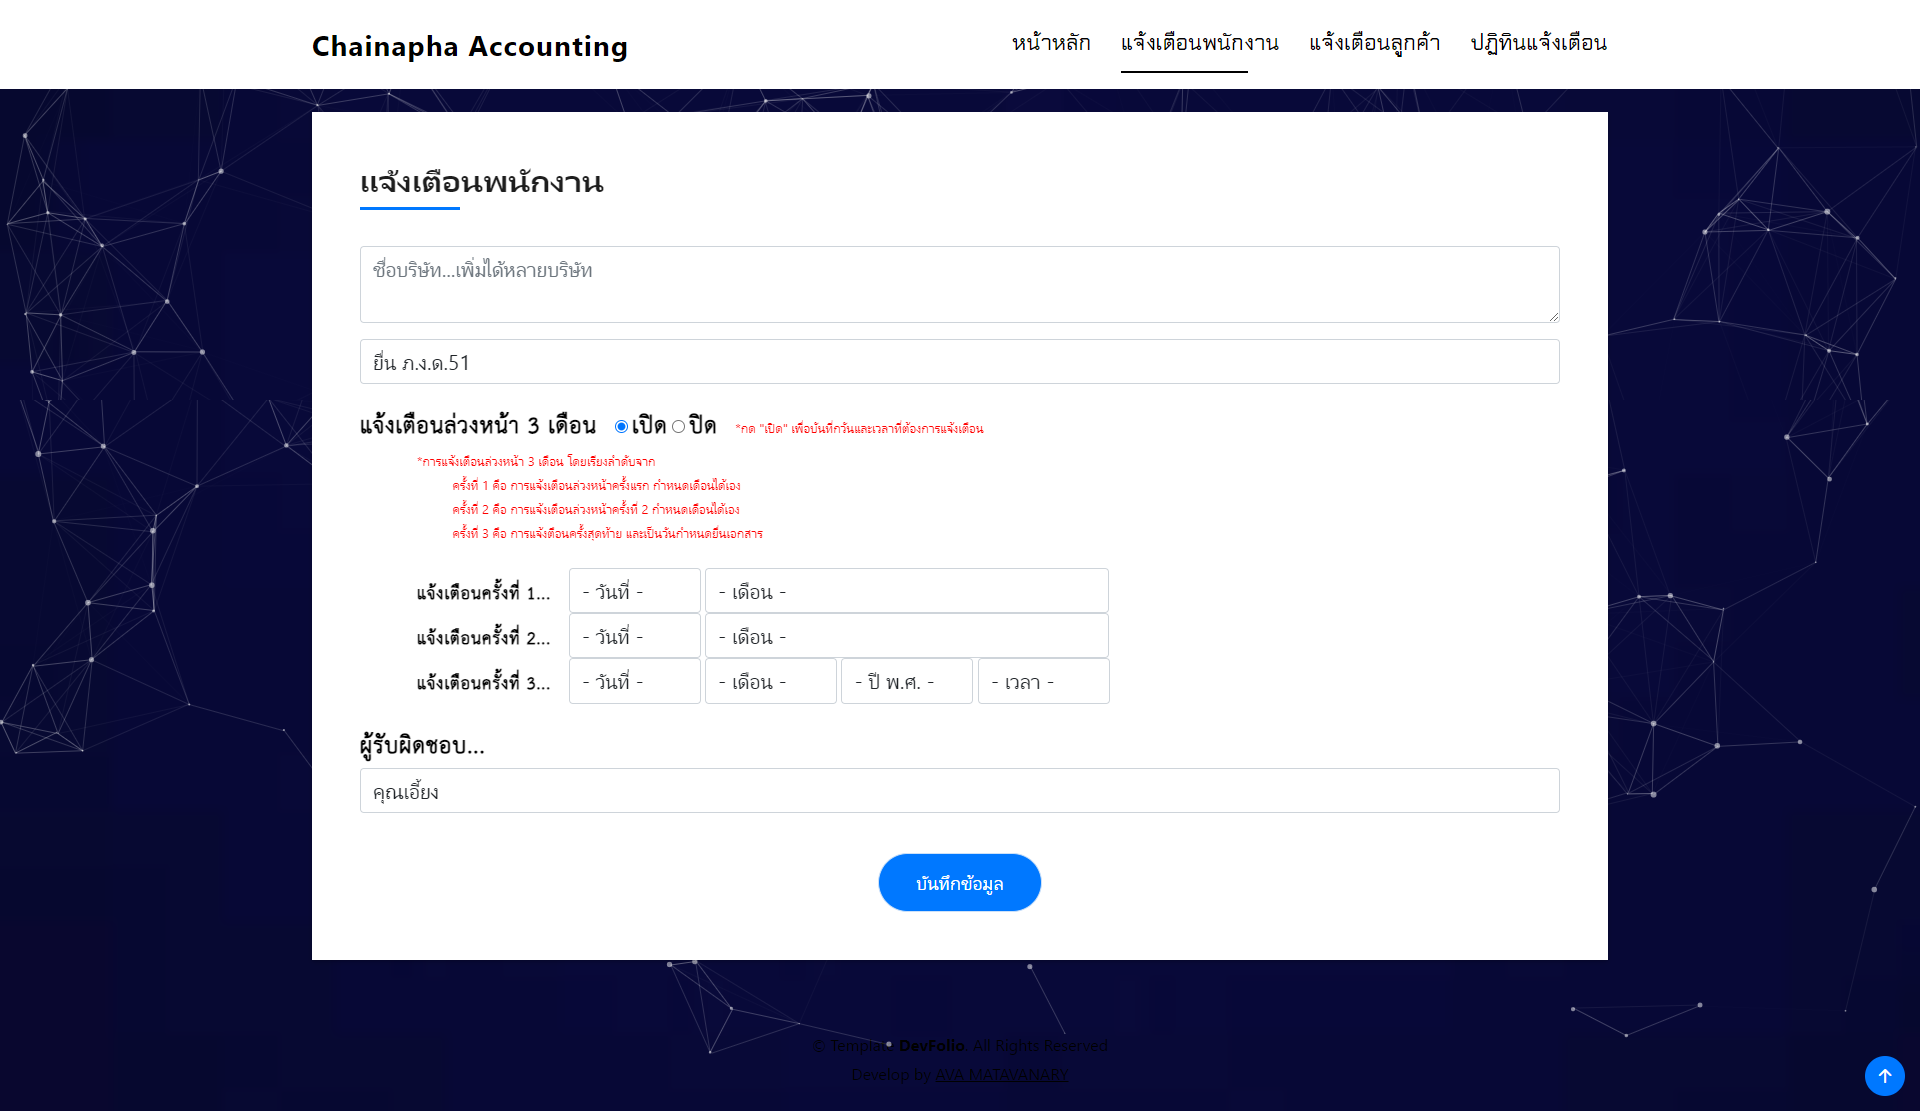 Chainapha Accounting
หน้าหลัก
แจ้งเตือนพนักงาน
แจ้งเตือนลูกค้า
ปฏิทินแจ้งเตือน
แจ้งเตือนพนักงาน
ชื่อบริษัท...เพิ่มได้หลายบริษัท
ยื่น ภ.ง.ด.51
แจ้งเตือนล่วงหน้า 3 เดือน เปิด ปิด *กด "เปิด" เพื่อบันทึกวันและเวลาที่ต้องการแจ้งเตือน
*การแจ้งเตือนล่วงหน้า 3 เดือน โดยเรียงลำดับจาก
ครั้งที่ 1 คือ การแจ้งเตือนล่วงหน้าครั้งแรก กำหนดเดือนได้เอง
ครั้งที่ 2 คือ การแจ้งเตือนล่วงหน้าครั้งที่ 2 กำหนดเดือนได้เอง
ครั้งที่ 3 คือ การแจ้งตือนครั้งสุดท้าย และเป็นวันกำหนดยื่นเอกสาร
แจ้งเตือนครั้งที่ 1... - วันที่ - - เดือน -
แจ้งเตือนครั้งที่ 2... - วันที่ - - เดือน -
แจ้งเตือนครั้งที่ 3... - วันที่ - - เดือน - - ปี พ.ศ. - - เวลา -
ผู้รับผิดชอบ...
คุณเอี้ยง
บันทึกข้อมูล
© Template DevFolio. All Rights Reserved
Develop by AVA MATAVANARY